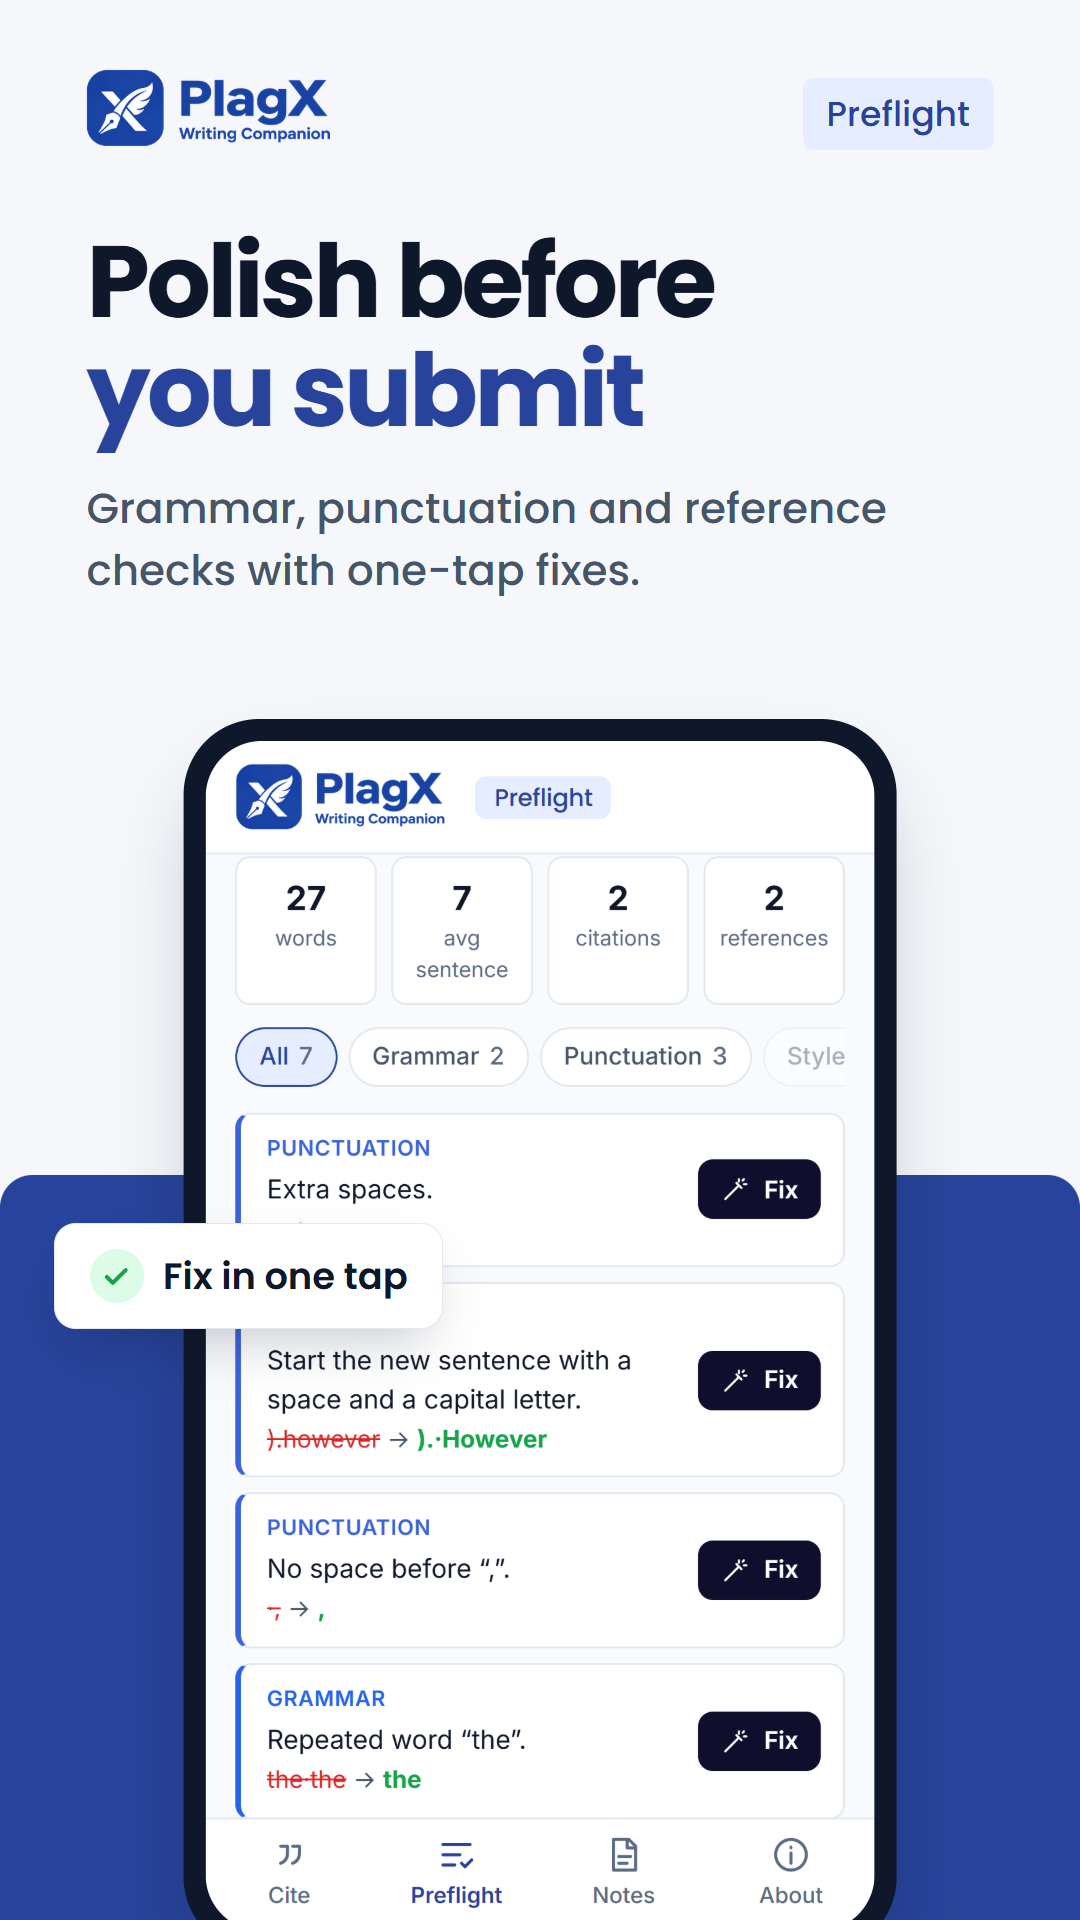 PlagX
Writing Companion
Preflight
Polish before
you submit
Grammar, punctuation and reference
checks with one-tap fixes.
PlagX
Writing Companion
Preflight
27
words
7
avg
sentence
2
citations
2
references
All 7
Grammar 2
Punctuation 3
Style
PUNCTUATION
Extra spaces.
Fix
Fix in one tap
Start the new sentence with a
space and a capital letter.
).however → ).·However
Fix
PUNCTUATION
No space before “,”.
·, → ,
Fix
GRAMMAR
Repeated word “the”.
the·the → the
Fix
Cite
Preflight
Notes
About